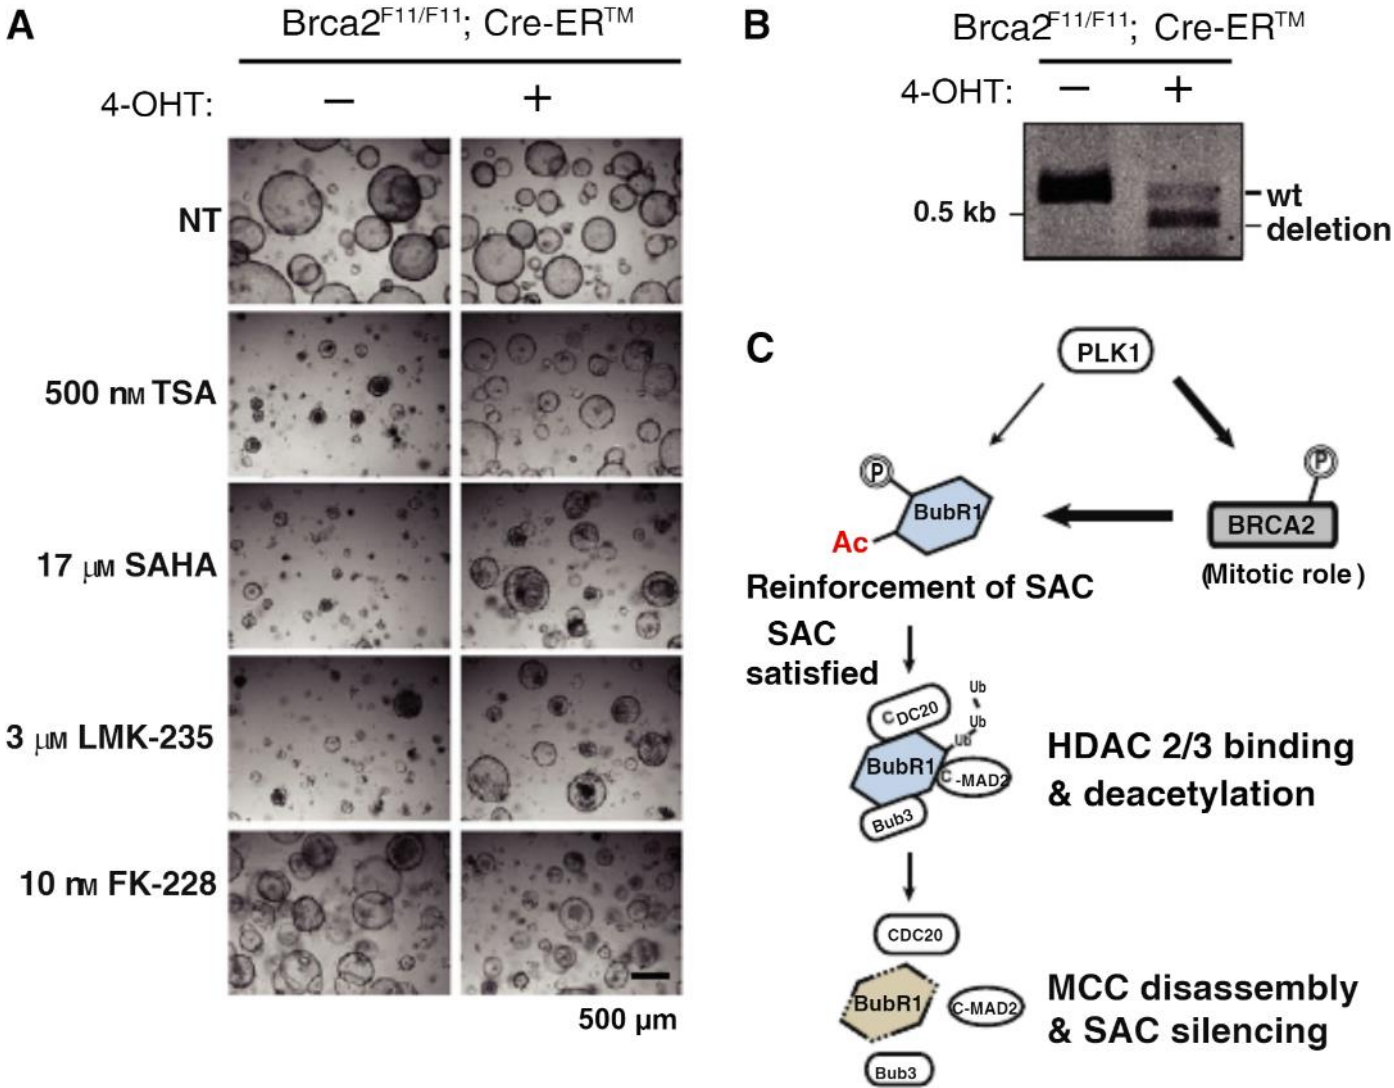 A
Brca2F11/F11; Cre-ERTM
4-OHT: − +
NT
500 nM TSA
17 µM SAHA
3 µM LMK-235
10 nM FK-228
500 µm
B
Brca2F11/F11; Cre-ERTM
4-OHT: − +
0.5 kb
wt
deletion
C
PLK1
P
P
BubR1
Ac
BRCA2
(Mitotic role)
Reinforcement of SAC
SAC
satisfied
CDC20
Ub
Ub
Ub
BubR1
C-MAD2
Bub3
HDAC 2/3 binding
& deacetylation
CDC20
BubR1
C-MAD2
Bub3
MCC disassembly
& SAC silencing